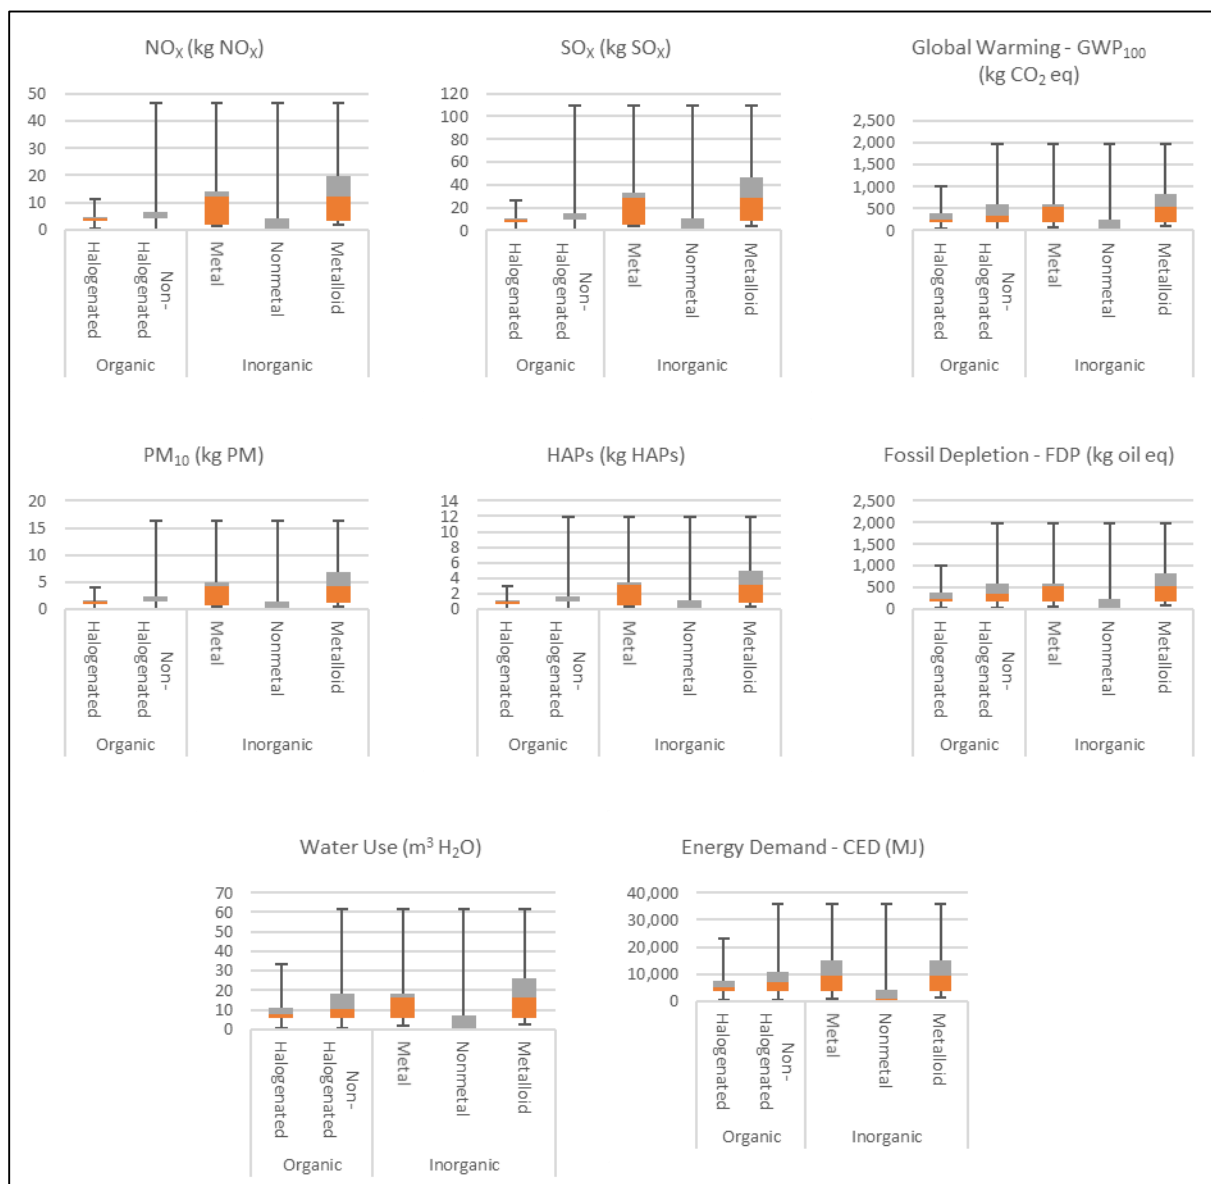 NOX (kg NOX)
50
40
30
20
10
0
Halogenated
Non-
Halogenated
Metal
Nonmetal
Metalloid
Organic
Inorganic
SOX (kg SOX)
120
100
80
60
40
20
0
Halogenated
Non-
Halogenated
Metal
Nonmetal
Metalloid
Organic
Inorganic
Global Warming - GWP100
(kg CO2 eq)
2,500
2,000
1,500
1,000
500
0
Halogenated
Non-
Halogenated
Metal
Nonmetal
Metalloid
Organic
Inorganic
PM10 (kg PM)
20
15
10
5
0
Halogenated
Non-
Halogenated
Metal
Nonmetal
Metalloid
Organic
Inorganic
HAPs (kg HAPs)
14
12
10
8
6
4
2
0
Halogenated
Non-
Halogenated
Metal
Nonmetal
Metalloid
Organic
Inorganic
Fossil Depletion - FDP (kg oil eq)
2,500
2,000
1,500
1,000
500
0
Halogenated
Non-
Halogenated
Metal
Nonmetal
Metalloid
Organic
Inorganic
Water Use (m3 H2O)
70
60
50
40
30
20
10
0
Halogenated
Non-
Halogenated
Metal
Nonmetal
Metalloid
Organic
Inorganic
Energy Demand - CED (MJ)
40,000
30,000
20,000
10,000
0
Halogenated
Non-
Halogenated
Metal
Nonmetal
Metalloid
Organic
Inorganic